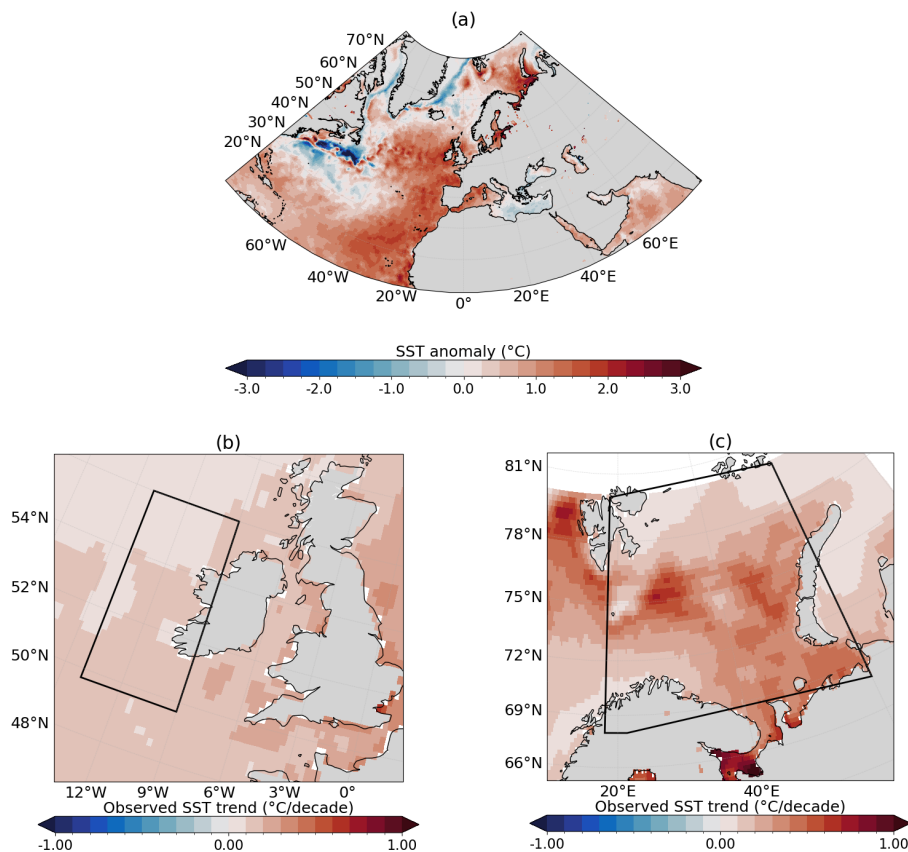 (a)
70°N
60°N
50°N
40°N
30°N
20°N
60°W
40°W
20°W
0°
20°E
40°E
60°E
SST anomaly (°C)
-3.0 -2.0 -1.0 0.0 1.0 2.0 3.0
(b)
54°N
52°N
50°N
48°N
12°W 9°W 6°W 3°W 0°
Observed SST trend (°C/decade)
-1.00 0.00 1.00
(c)
81°N
78°N
75°N
72°N
69°N
66°N
20°E 40°E
Observed SST trend (°C/decade)
-1.00 0.00 1.00